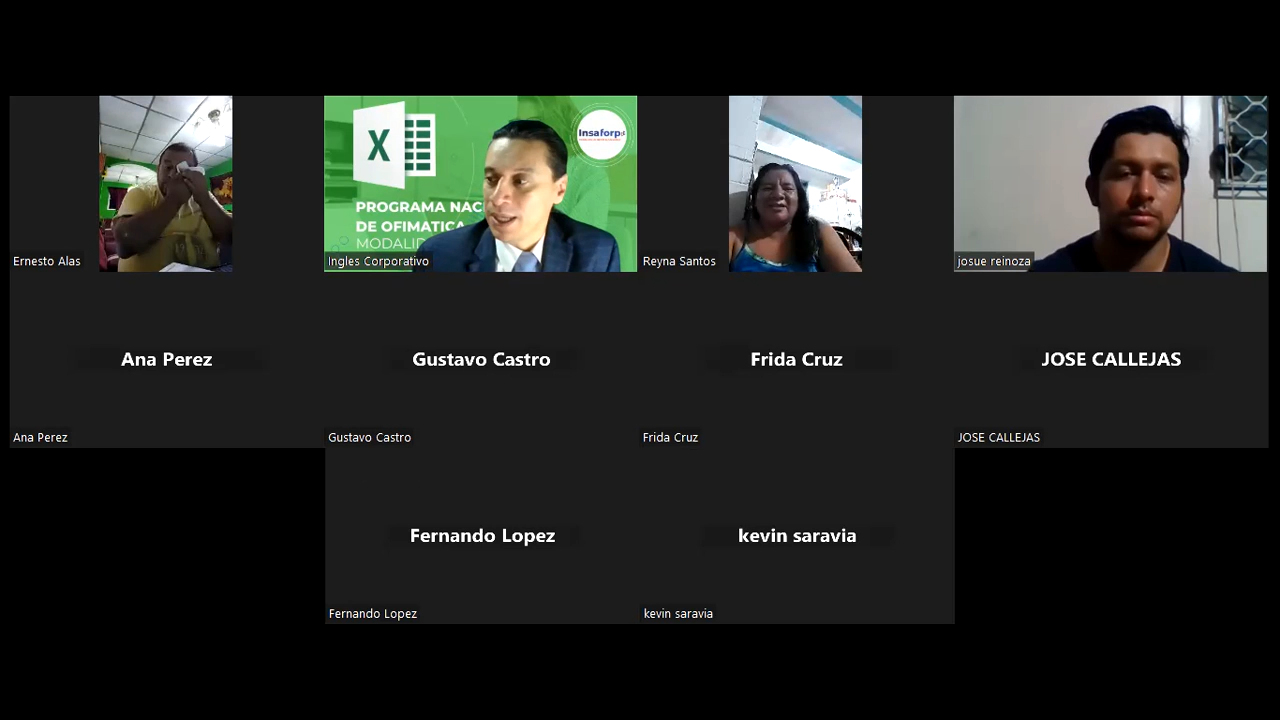 X
Insaforp
PROGRAMA NAC
DE OFIMATICA
MODALID
Ernesto Alas
Ingles Corporativo
Reyna Santos
josue reinoza
Ana Perez
Gustavo Castro
Frida Cruz
JOSE CALLEJAS
Ana Perez
Gustavo Castro
Frida Cruz
JOSE CALLEJAS
Fernando Lopez
kevin saravia
Fernando Lopez
kevin saravia